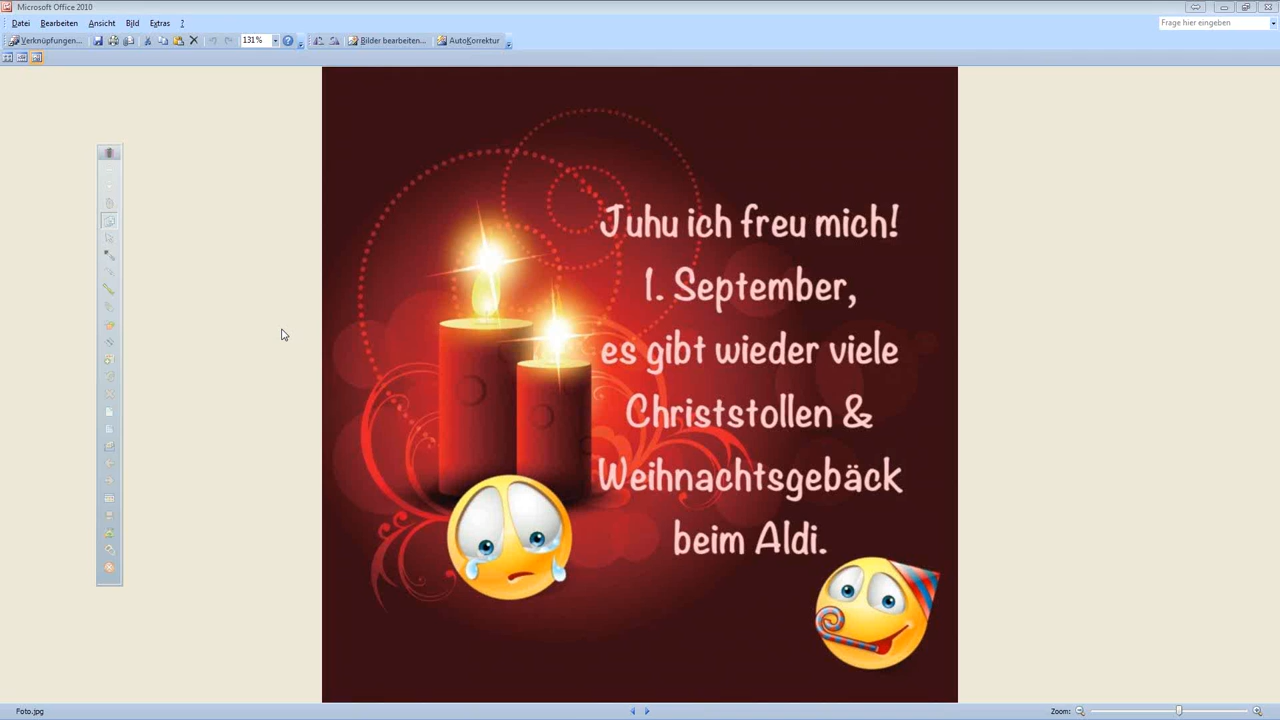 Microsoft Office 2010
Datei Bearbeiten Ansicht Bild Extras ?
Frage hier eingeben
Verknüpfungen... 131% Bilder bearbeiten... AutoKorrektur
Juhu ich freu mich!
1. September,
es gibt wieder viele
Christstollen &
Weihnachtsgebäck
beim Aldi.
Foto.jpg
Zoom: